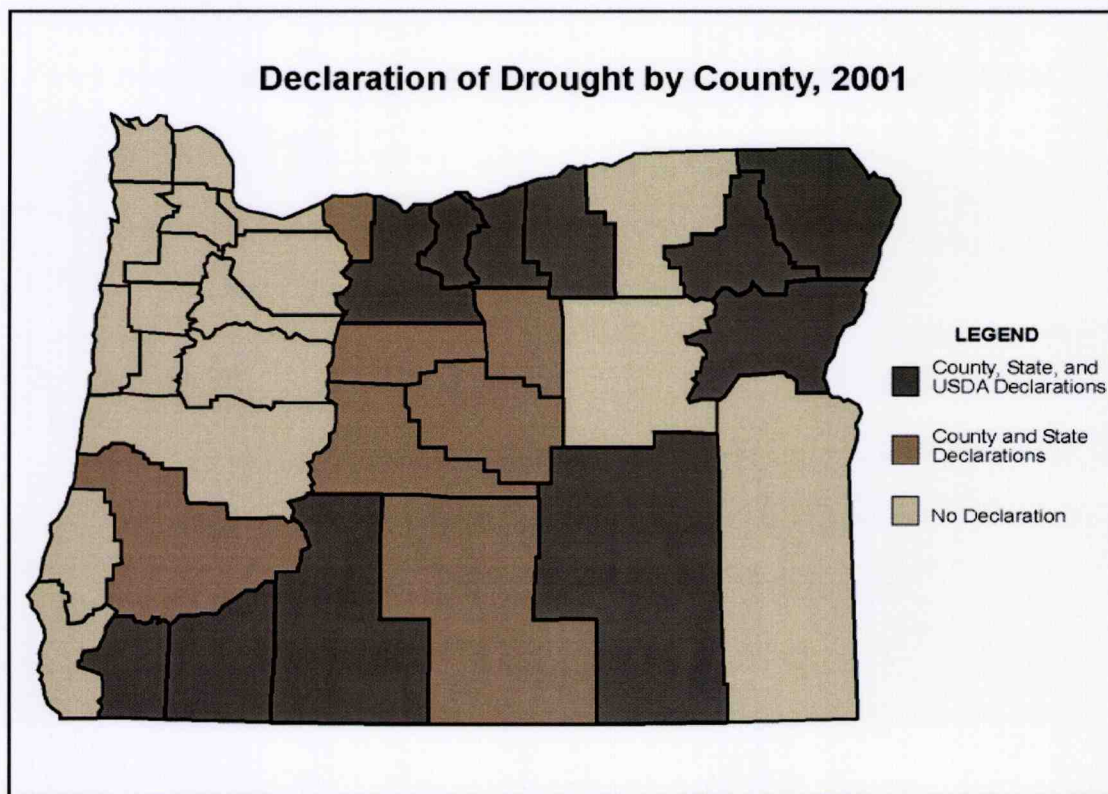 Declaration of Drought by County, 2001
LEGEND
County, State, and
USDA Declarations
County and State
Declarations
No Declaration